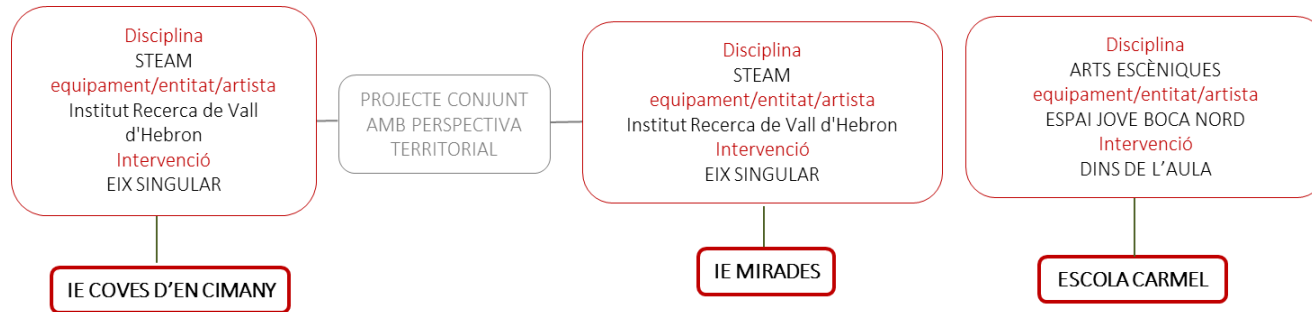 Disciplina
STEAM
equipament/entitat/artista
Institut Recerca de Vall
d'Hebron
Intervenció
EIX SINGULAR
IE COVES D'EN CIMANY
PROJECTE CONJUNT
AMB PERSPECTIVA
TERRITORIAL
Disciplina
STEAM
equipament/entitat/artista
Institut Recerca de Vall d'Hebron
Intervenció
EIX SINGULAR
IE MIRADES
Disciplina
ARTS ESCÈNIQUES
equipament/entitat/artista
ESPAI JOVE BOCA NORD
Intervenció
DINS DE L'AULA
ESCOLA CARMEL